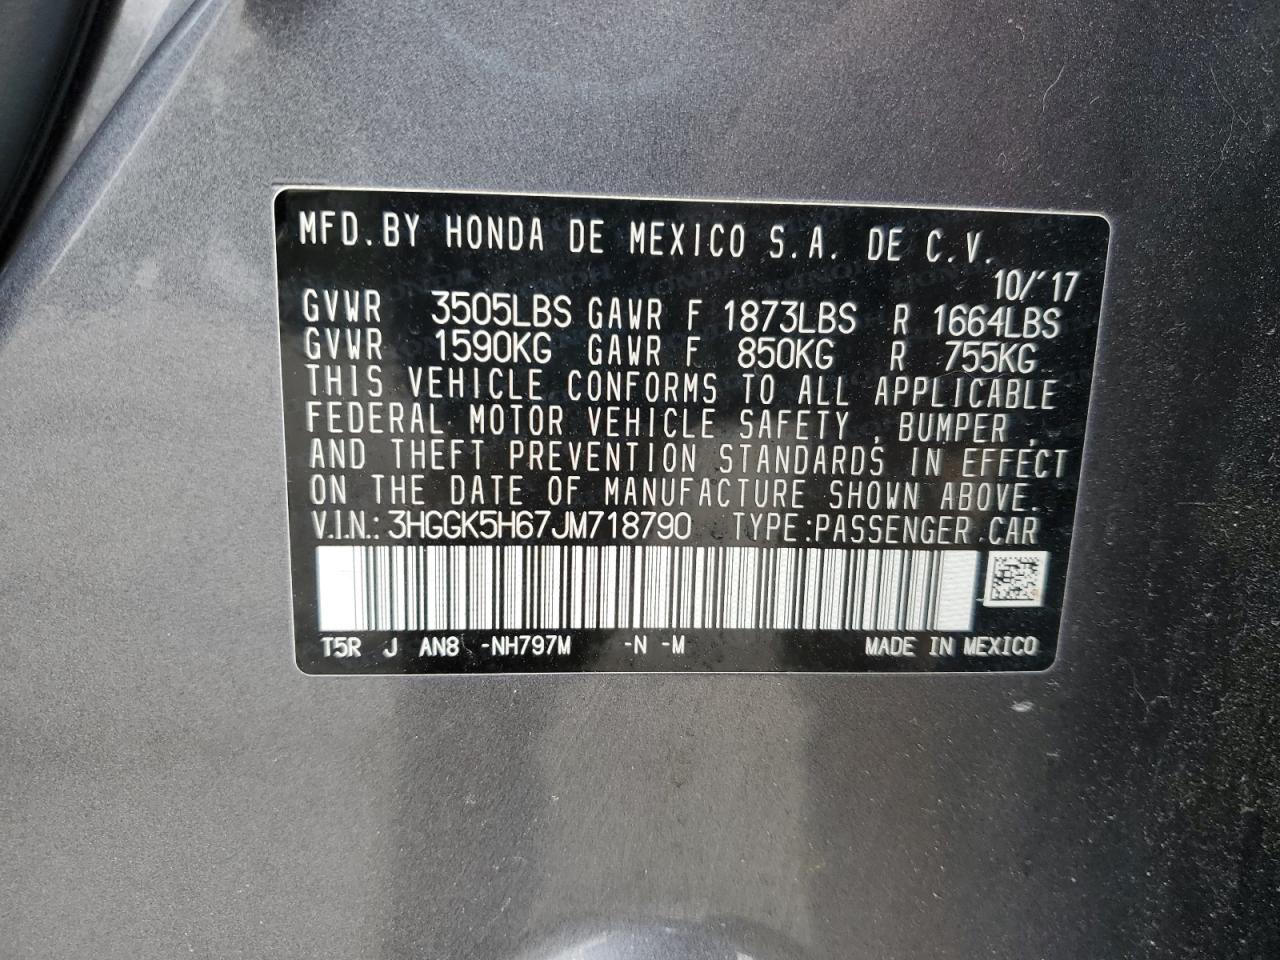 MFD.BY HONDA DE MEXICO S.A. DE C.V.
10/'17
GVWR 3505LBS GAWR F 1873LBS R 1664LBS
GVWR 1590KG GAWR F 850KG R 755KG
THIS VEHICLE CONFORMS TO ALL APPLICABLE
FEDERAL MOTOR VEHICLE SAFETY, BUMPER,
AND THEFT PREVENTION STANDARDS IN EFFECT
ON THE DATE OF MANUFACTURE SHOWN ABOVE.
V.I.N.: 3HGGK5H67JM718790 TYPE:PASSENGER CAR
T5R J AN8 -NH797M -N -M MADE IN MEXICO